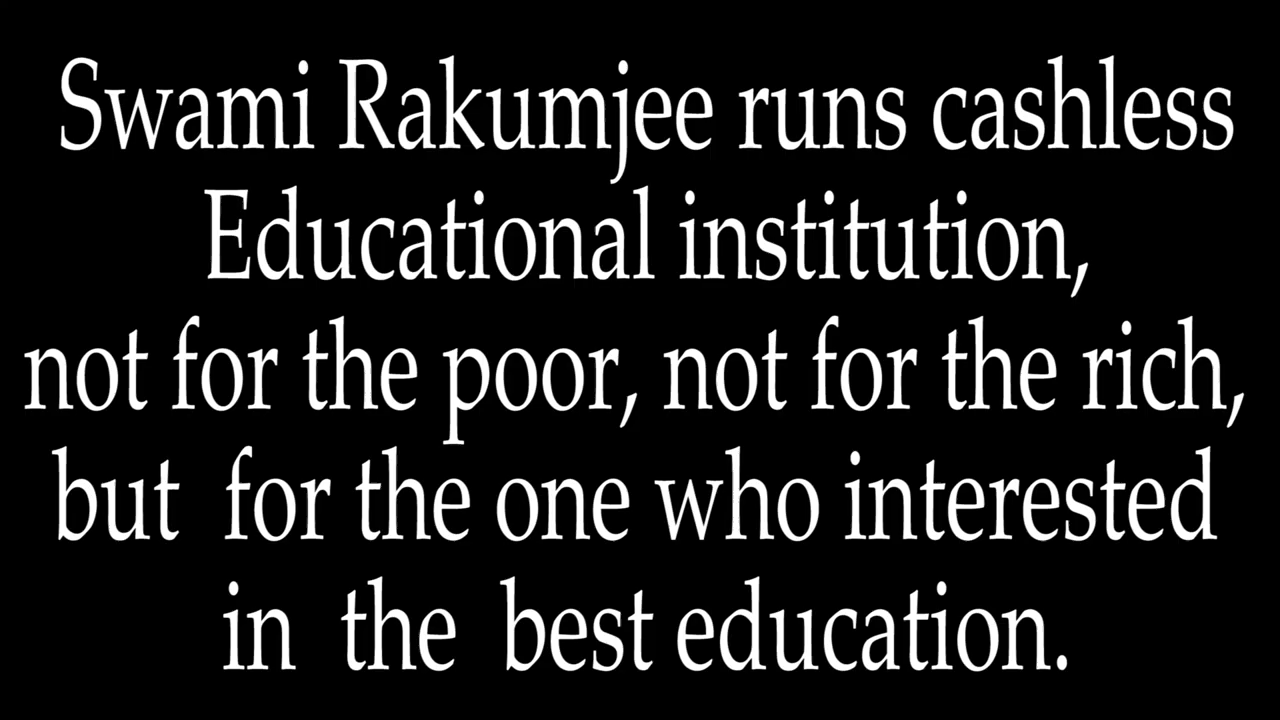 Swami Rakumjee runs cashless
Educational institution,
not for the poor, not for the rich,
but for the one who interested
in the best education.